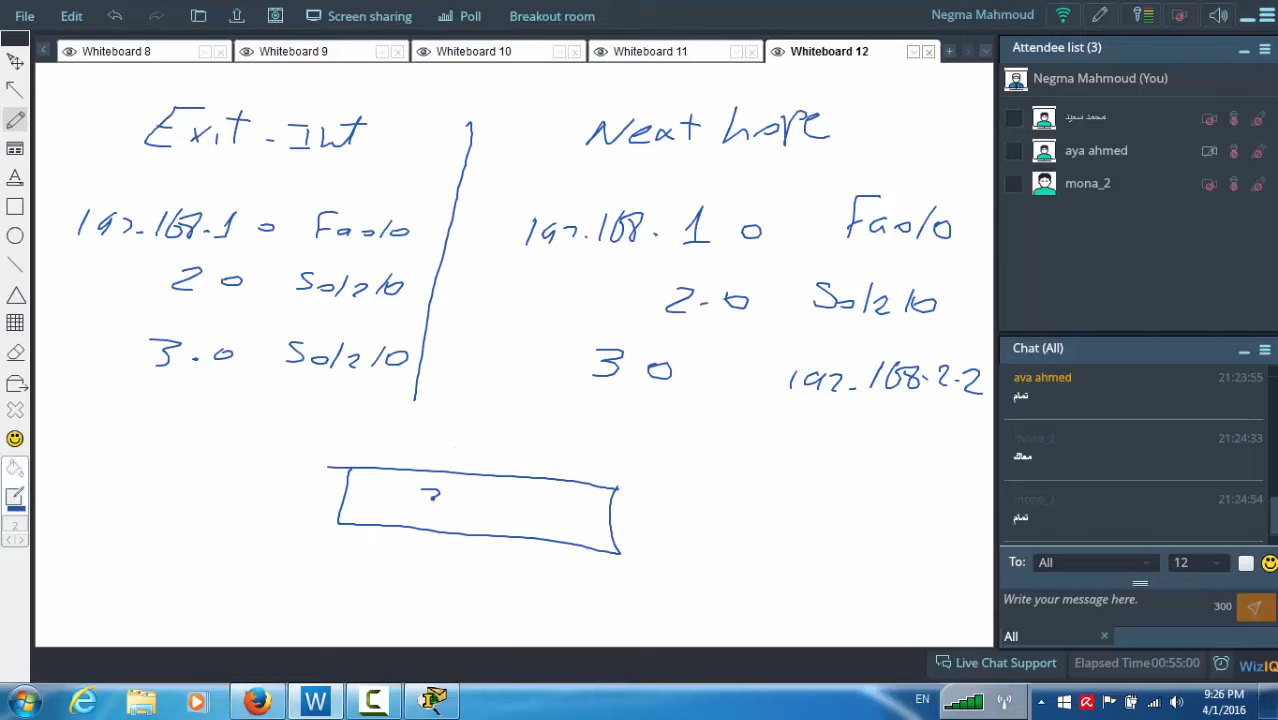 File Edit Screen sharing Poll Breakout room Negma Mahmoud
Whiteboard 8 Whiteboard 9 Whiteboard 10 Whiteboard 11 Whiteboard 12
Attendee list (3)
Negma Mahmoud (You)
محمد سعيد
aya ahmed
mona_2
Exit - Int
Next hope
192.168.1 0 Fa0/0
2 0 S0/2/0
3.0 S0/2/0
192.168. 1 0 Fa0/0
2.0 S0/2/0
3 0 192.168.2.2
Chat (All)
aya ahmed 21:23:55
تمام
mona_2 21:24:33
معاك
mona_2 21:24:54
تمام
To: All 12
Write your message here. 300
All
Live Chat Support Elapsed Time 00:55:00 WizIQ
EN 9:26 PM
4/1/2016